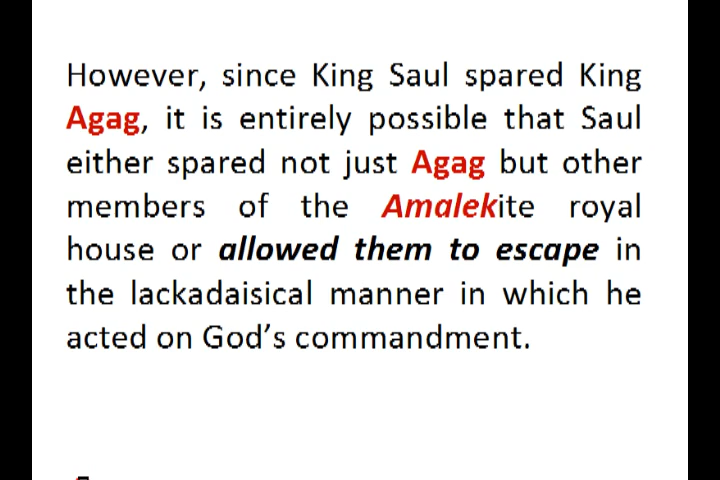 However, since King Saul spared King
Agag, it is entirely possible that Saul
either spared not just Agag but other
members of the Amalekite royal
house or allowed them to escape in
the lackadaisical manner in which he
acted on God’s commandment.